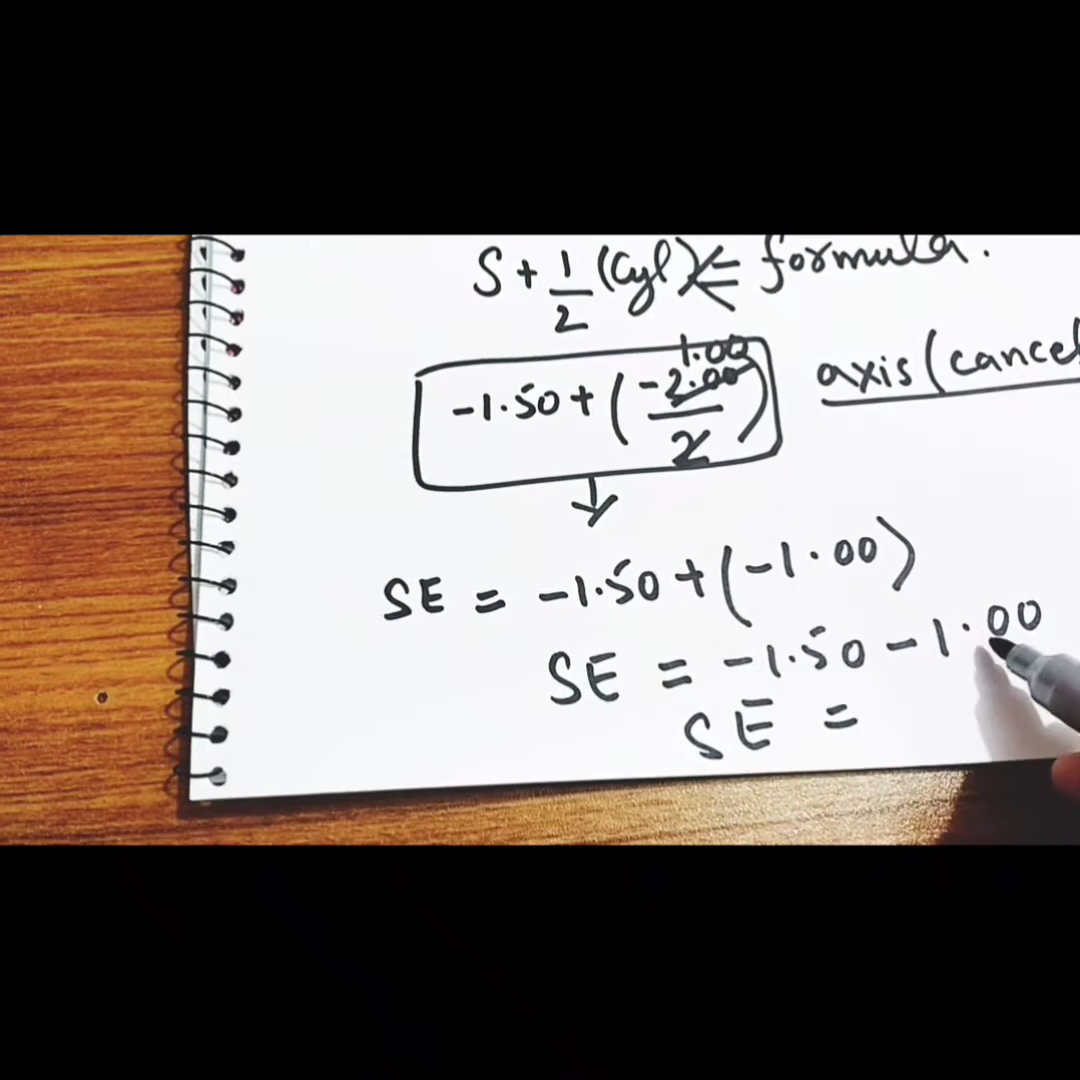 S + 1/2 (Cyl) ⇐ formula.
1.00
-1.50 + (-2.00/2) axis (cancel
↓
SE = -1.50 + (-1.00)
SE = -1.50 - 1.00
SE =